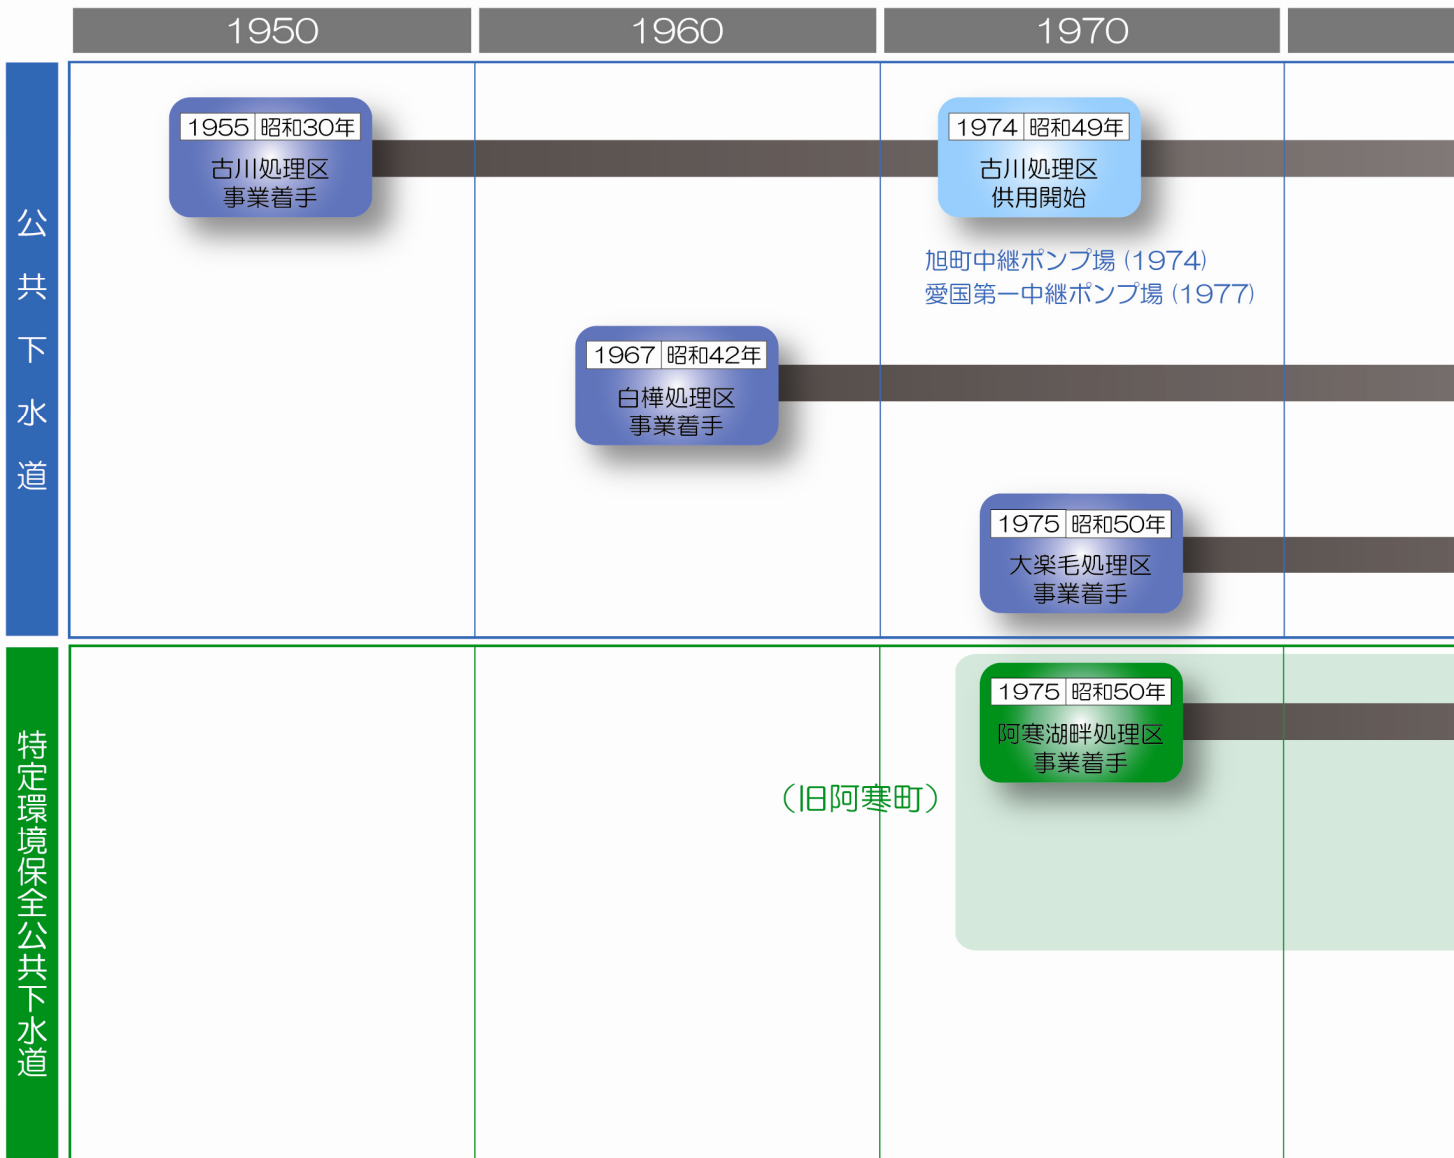 1950
1960
1970
公共下水道
1955 昭和30年
古川処理区
事業着手
1974 昭和49年
古川処理区
供用開始
旭町中継ポンプ場 (1974)
愛国第一中継ポンプ場 (1977)
1967 昭和42年
白樺処理区
事業着手
1975 昭和50年
大楽毛処理区
事業着手
特定環境保全公共下水道
1975 昭和50年
阿寒湖畔処理区
事業着手
（旧阿寒町）